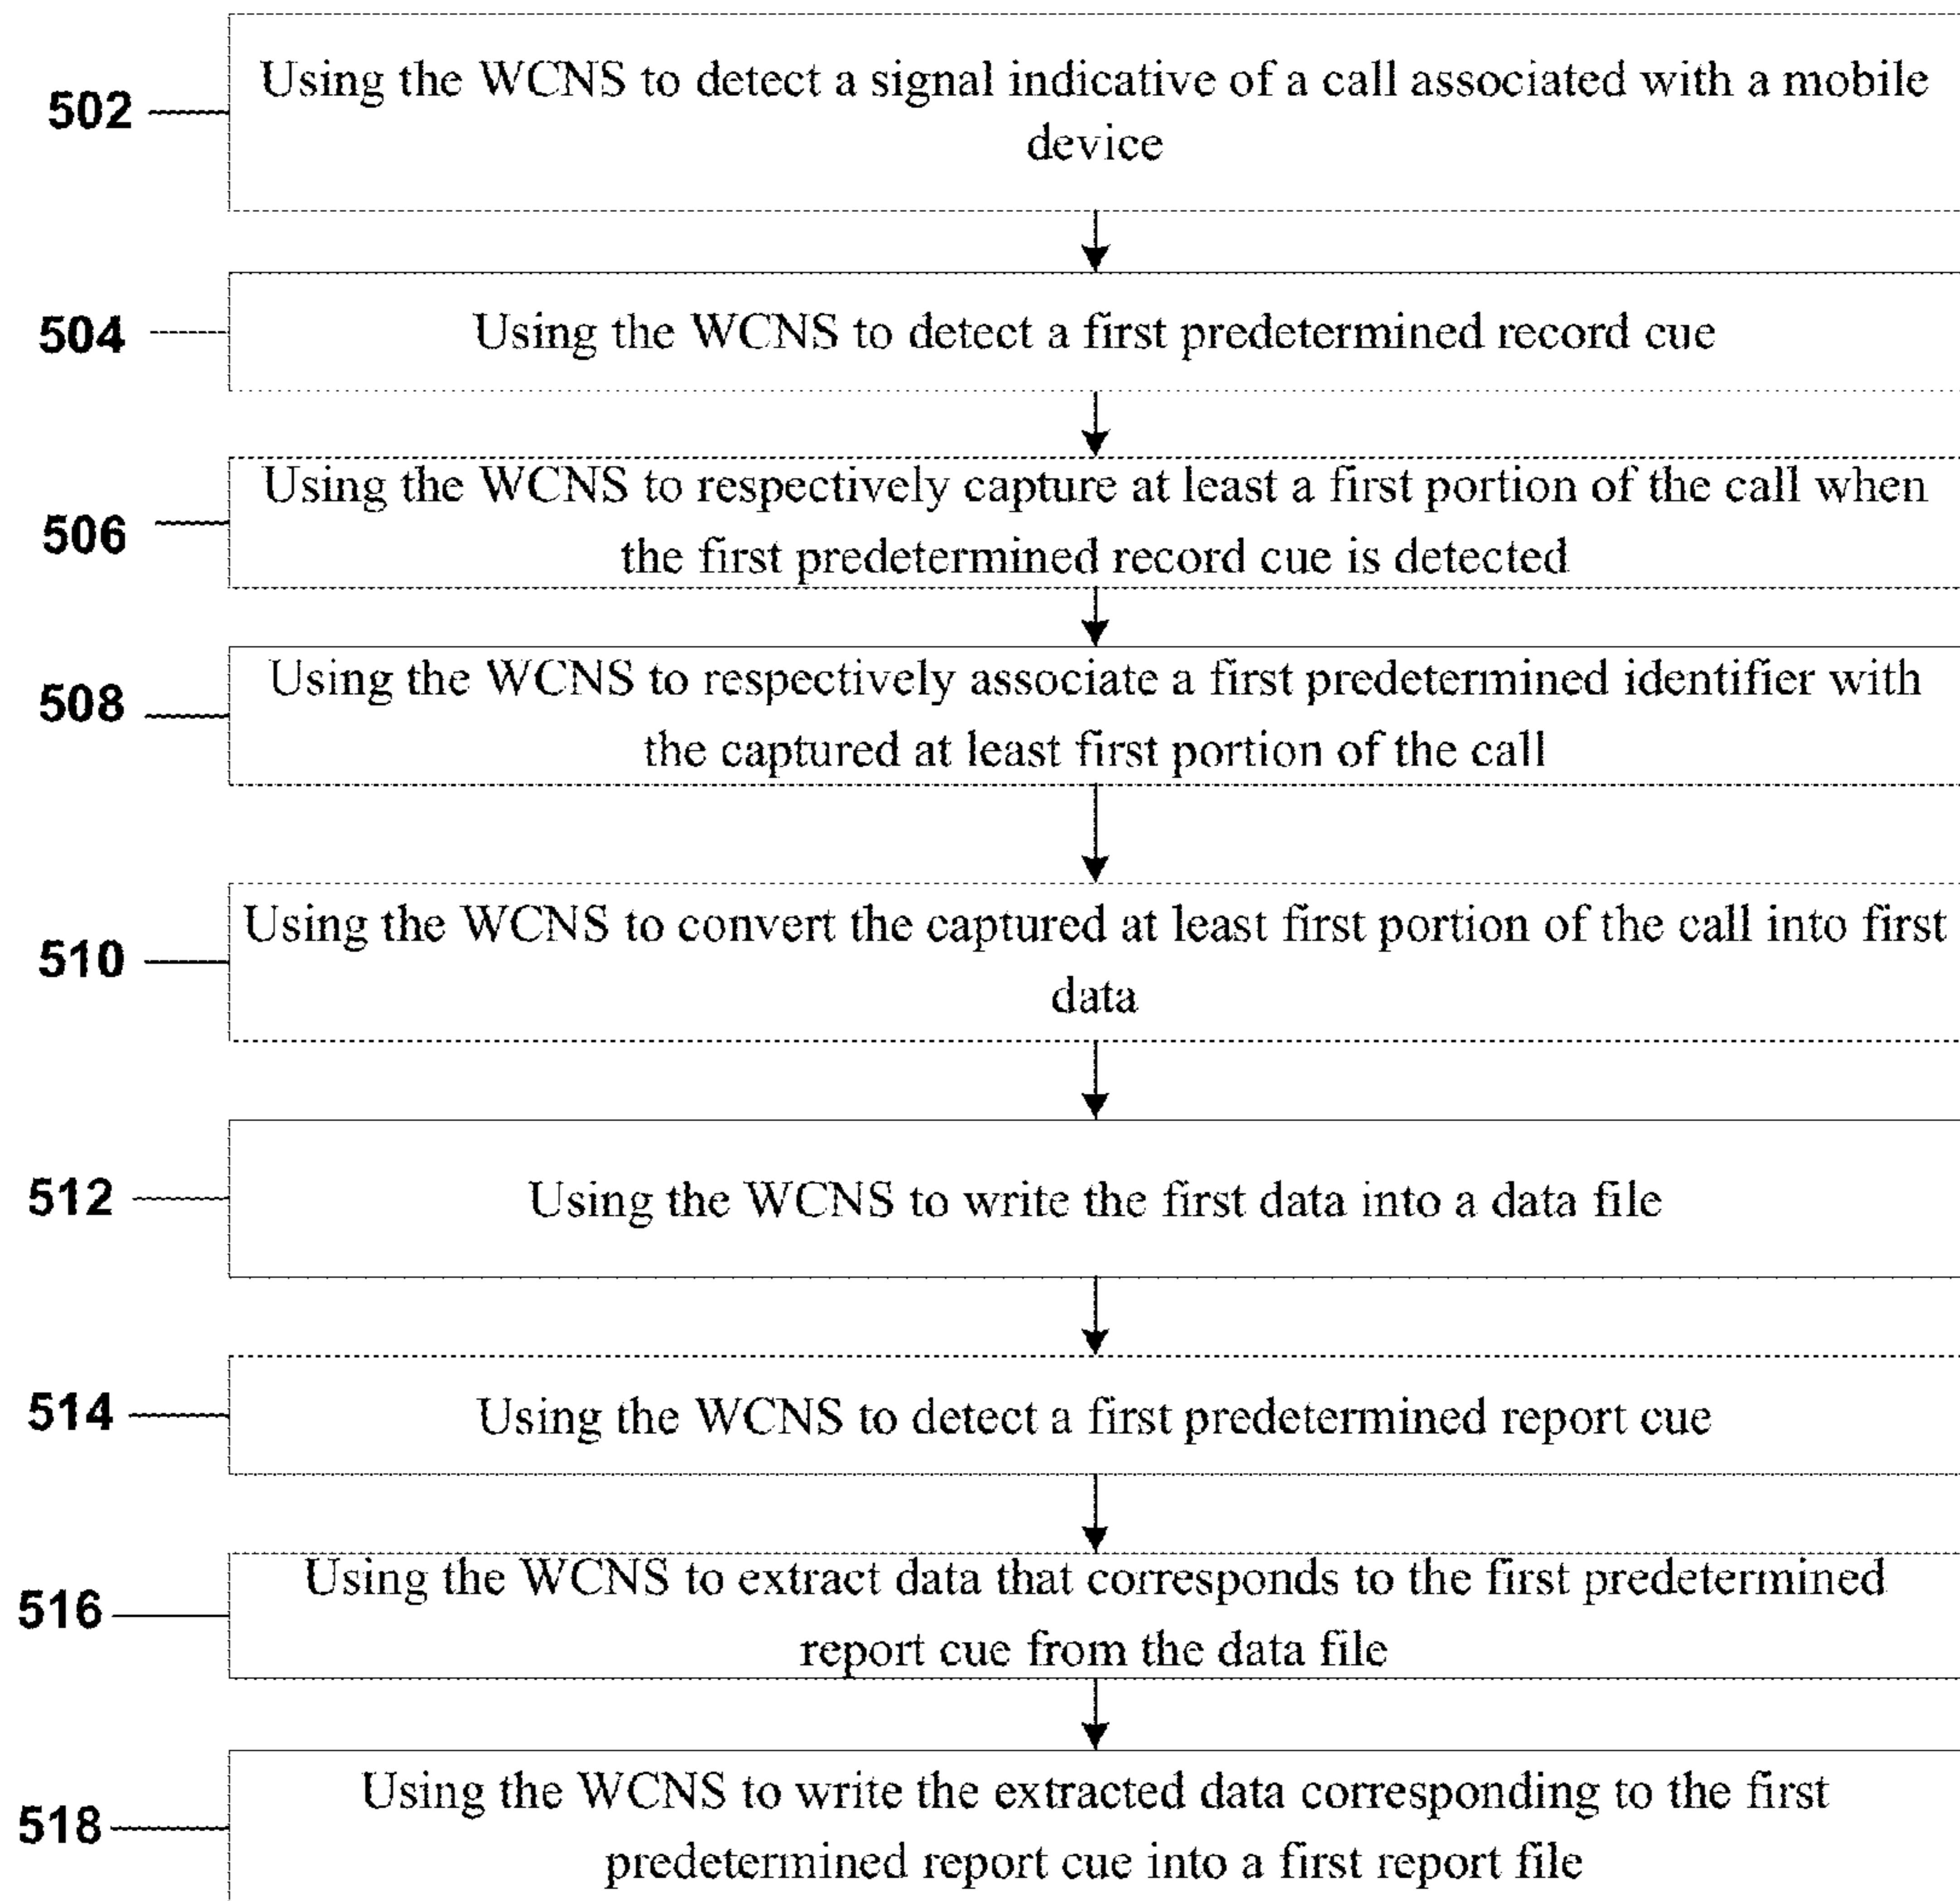 502
Using the WCNS to detect a signal indicative of a call associated with a mobile
device
504
Using the WCNS to detect a first predetermined record cue
506
Using the WCNS to respectively capture at least a first portion of the call when
the first predetermined record cue is detected
508
Using the WCNS to respectively associate a first predetermined identifier with
the captured at least first portion of the call
510
Using the WCNS to convert the captured at least first portion of the call into first
data
512
Using the WCNS to write the first data into a data file
514
Using the WCNS to detect a first predetermined report cue
516
Using the WCNS to extract data that corresponds to the first predetermined
report cue from the data file
518
Using the WCNS to write the extracted data corresponding to the first
predetermined report cue into a first report file